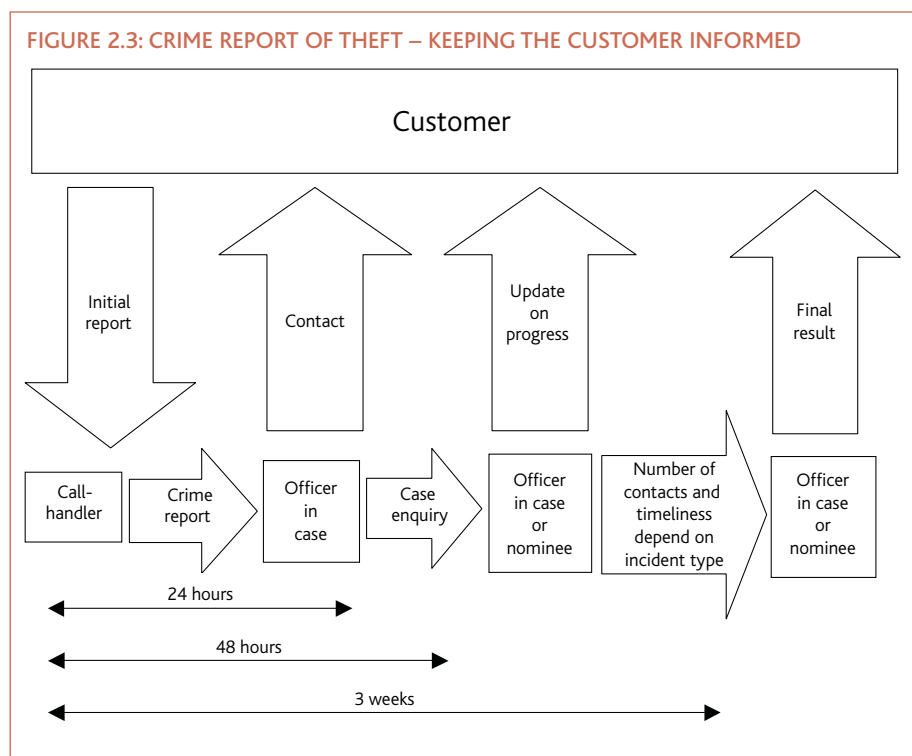 FIGURE 2.3: CRIME REPORT OF THEFT – KEEPING THE CUSTOMER INFORMED
Customer
Initial
report
Contact
Update
on
progress
Final
result
Call-
handler
Crime
report
Officer
in
case
Case
enquiry
Officer
in case
or
nominee
Number of
contacts and
timeliness
depend on
incident type
Officer
in case
or
nominee
24 hours
48 hours
3 weeks